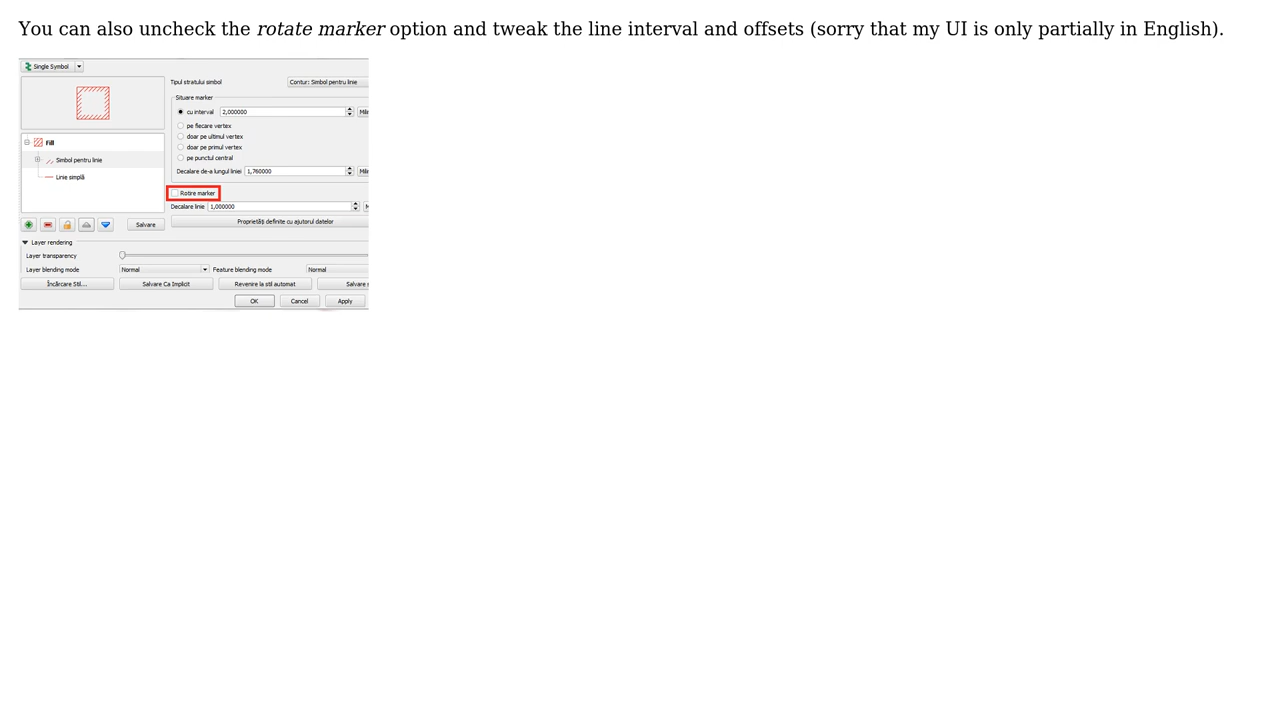 You can also uncheck the rotate marker option and tweak the line interval and offsets (sorry that my UI is only partially in English).
Single Symbol
Tipul stratului simbol Contur: Simbol pentru linie
Situare marker
cu interval 2,000000 Mili
pe fiecare vertex
doar pe ultimul vertex
doar pe primul vertex
pe punctul central
Decalare de-a lungul liniei 1,760000 Mili
Rotire marker
Decalare linie 1,000000 M
Proprietăți definite cu ajutorul datelor
Fill
Simbol pentru linie
Linie simplă
Salvare
Layer rendering
Layer transparency
Layer blending mode Normal Feature blending mode Normal
Încărcare Stil... Salvare Ca Implicit Revenire la stil automat Salvare
OK Cancel Apply